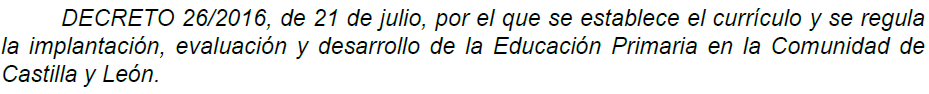 DECRETO 26/2016, de 21 de julio, por el que se establece el currículo y se regula
la implantación, evaluación y desarrollo de la Educación Primaria en la Comunidad de
Castilla y León.